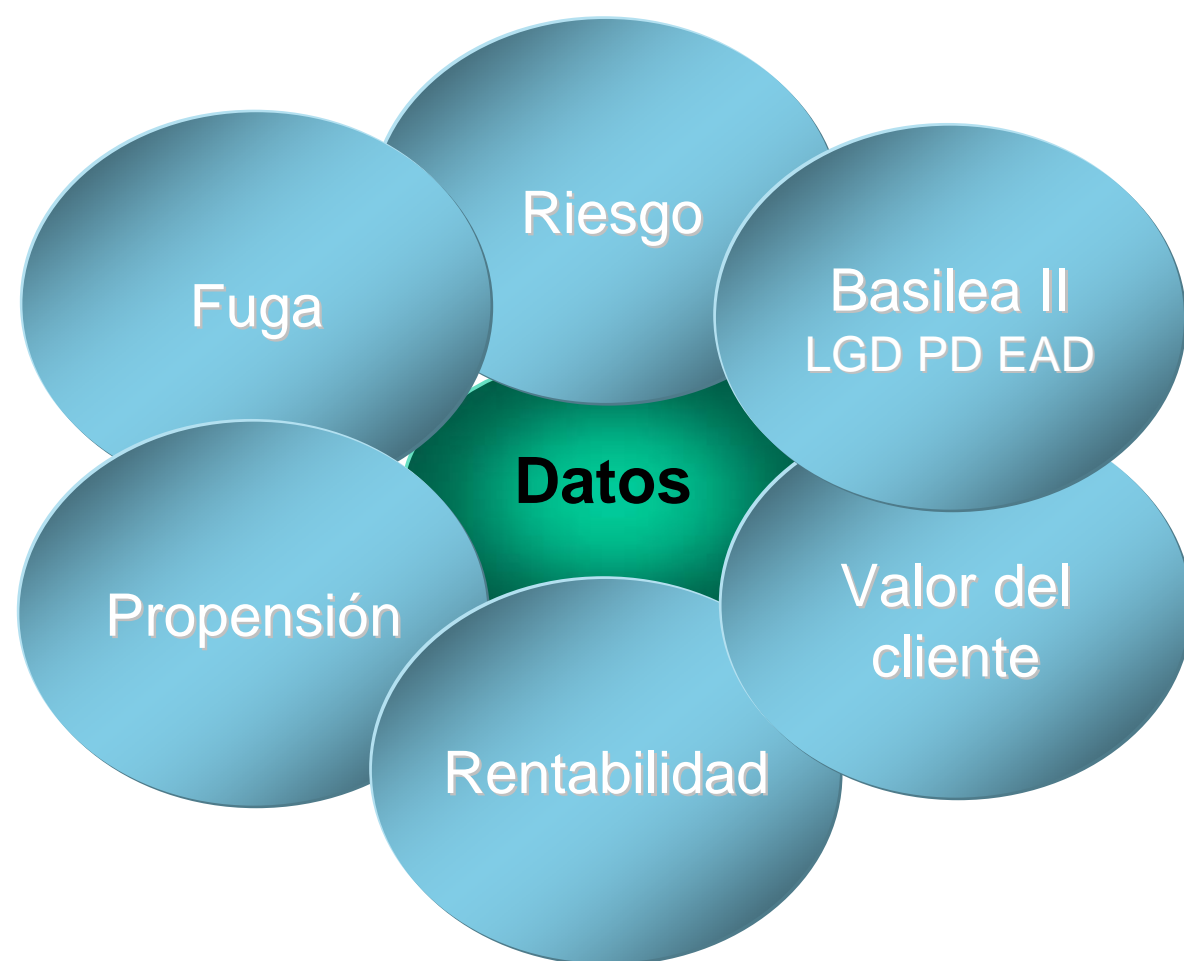 Riesgo
Fuga
Basilea II
LGD PD EAD
Datos
Propensión
Valor del
cliente
Rentabilidad